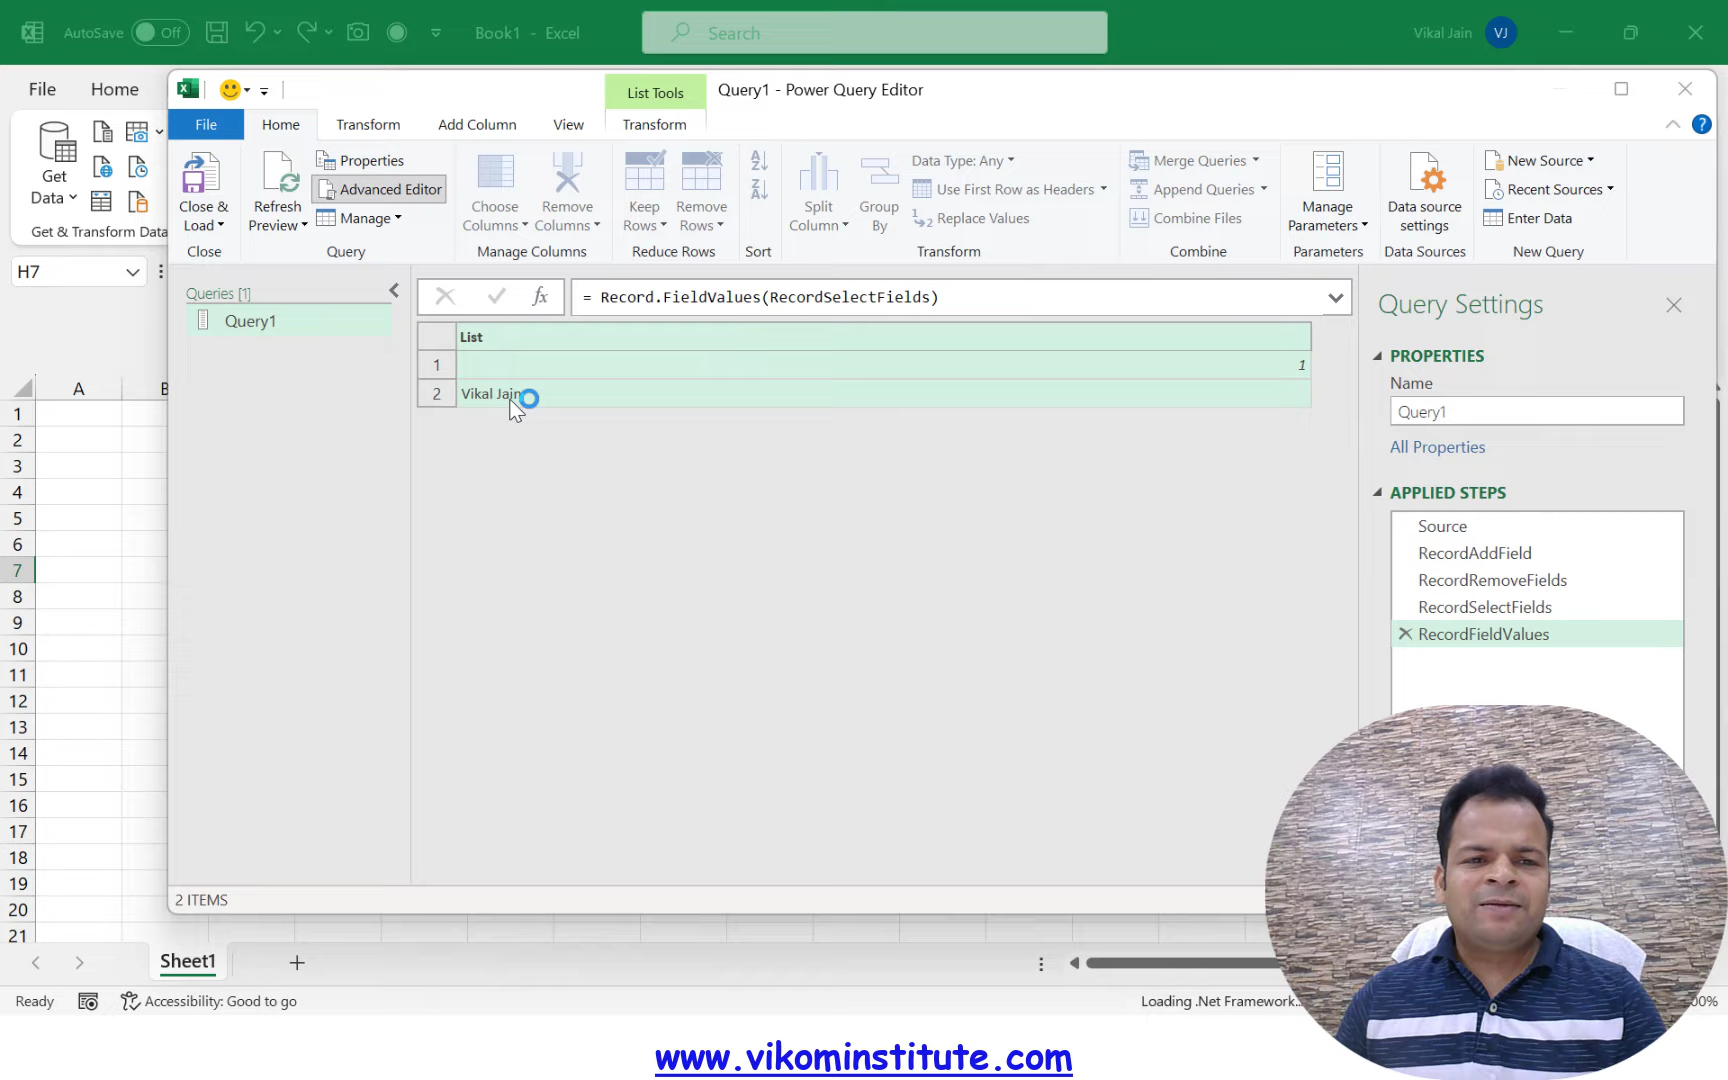 AutoSave Off Book1 - Excel Search Vikal Jain VJ
File Home
Get Data
Get & Transform Data
H7
A B
1
2
3
4
5
6
7
8
9
10
11
12
13
14
15
16
17
18
19
20
21
List Tools Query1 - Power Query Editor
File Home Transform Add Column View Transform ?
Close & Load
Close
Refresh Preview
Properties
Advanced Editor
Manage
Query
Choose Columns
Remove Columns
Manage Columns
Keep Rows
Remove Rows
Reduce Rows
A Z
Z A
Sort
Split Column
Group By
Data Type: Any
Use First Row as Headers
1 2 Replace Values
Transform
Merge Queries
Append Queries
Combine Files
Combine
Manage Parameters
Parameters
Data source settings
Data Sources
New Source
Recent Sources
Enter Data
New Query
Queries [1]
Query1
fx = Record.FieldValues(RecordSelectFields)
List
1 1
2 Vikal Jain
Query Settings
PROPERTIES
Name
Query1
All Properties
APPLIED STEPS
Source
RecordAddField
RecordRemoveFields
RecordSelectFields
RecordFieldValues
2 ITEMS
Sheet1
Ready Accessibility: Good to go Loading .Net Framework..
www.vikominstitute.com